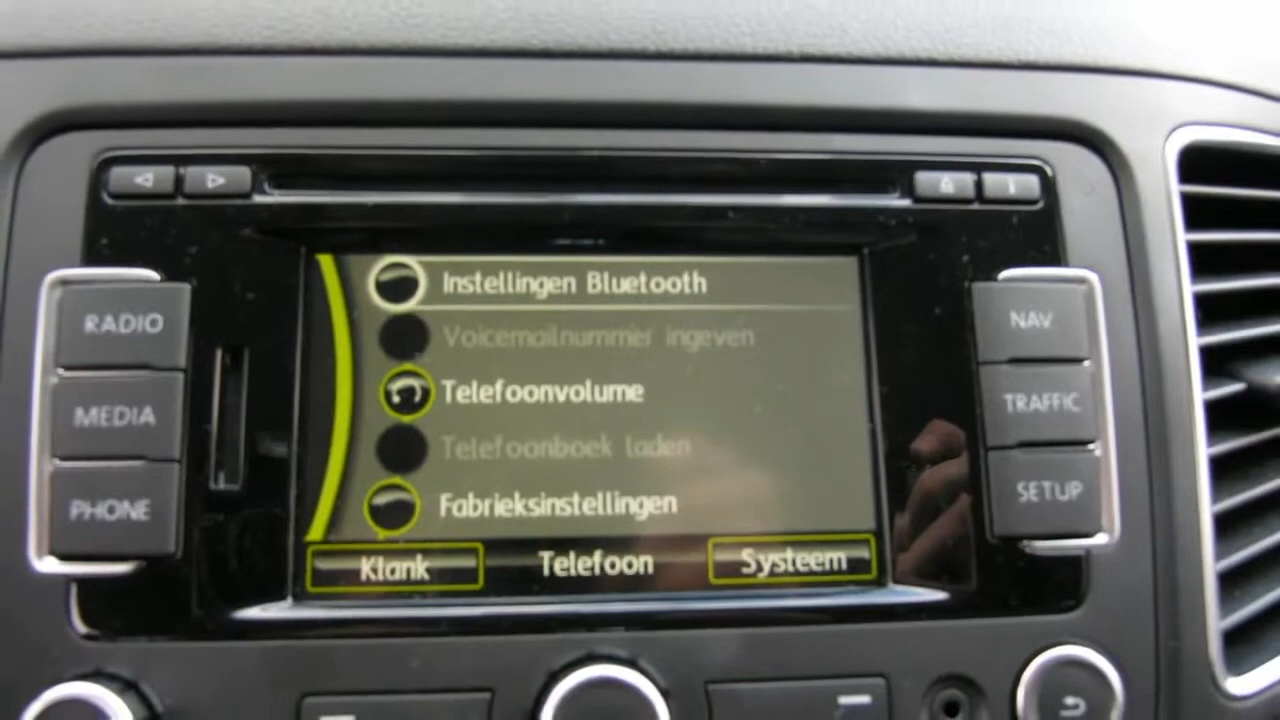 Instellingen Bluetooth
RADIO
NAV
Voicemailnummer ingeven
Telefoonvolume
MEDIA
TRAFFIC
Telefoonboek laden
PHONE
Fabrieksinstellingen
SETUP
Klank Telefoon Systeem